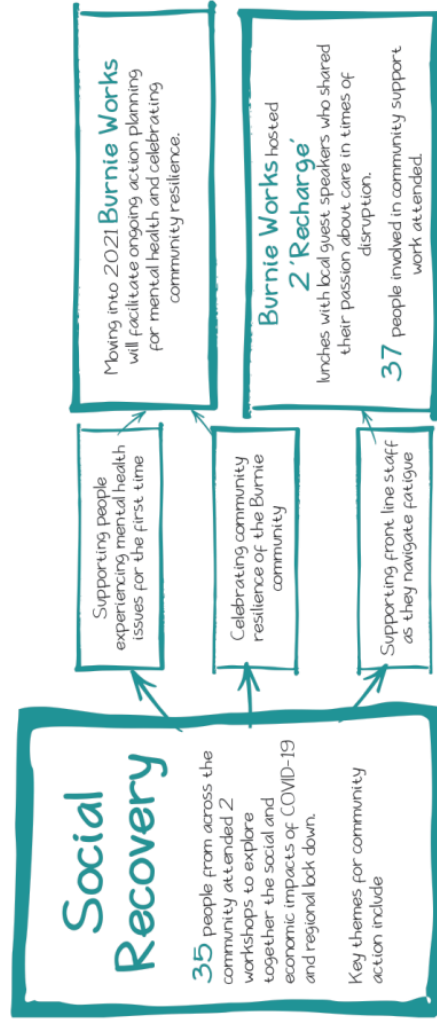 Social
Recovery
35 people from across the
community attended 2
workshops to explore
together the social and
economic impacts of COVID-19
and regional lock down.
Key themes for community
action include
Supporting people
experiencing mental health
issues for the first time
Celebrating community
resilience of the Burnie
community
Supporting front line staff
as they navigate fatigue
Moving into 2021 Burnie Works
will facilitate ongoing action planning
for mental health and celebrating
community resilience.
Burnie Works hosted
2 'Recharge'
lunches with local guest speakers who shared
their passion about care in times of
disruption.
37 people involved in community support
work attended.